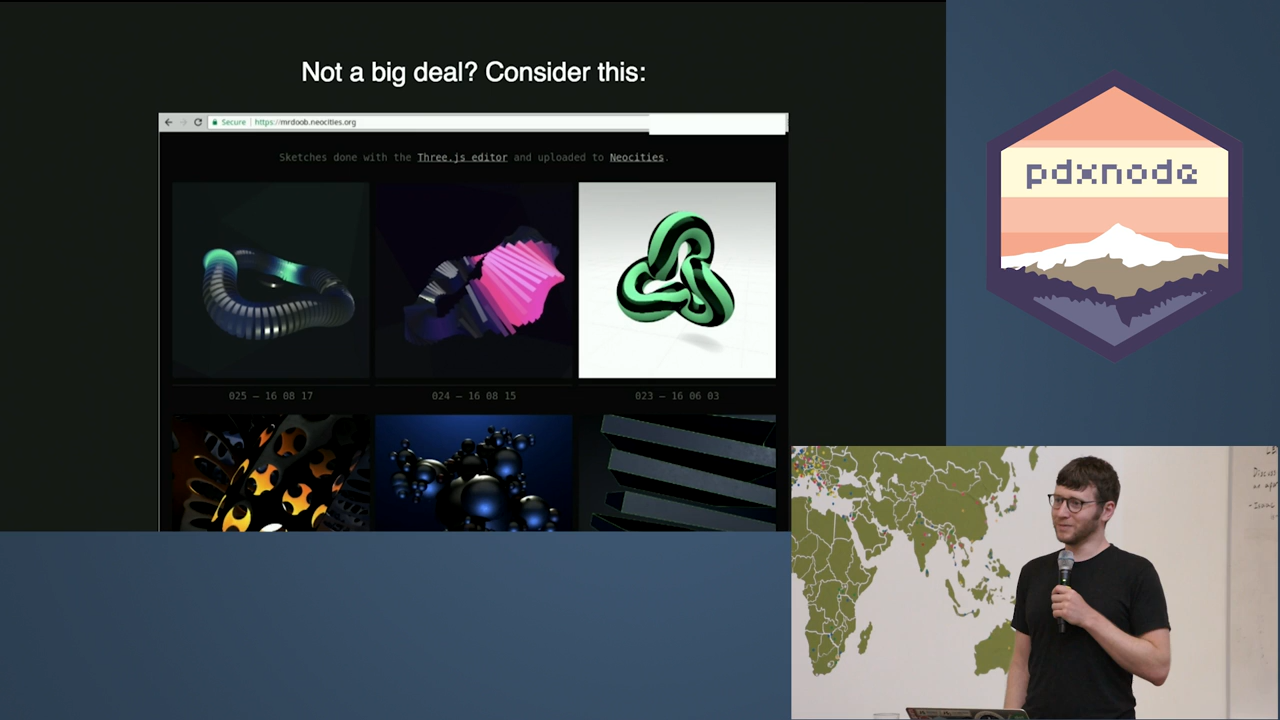 Not a big deal? Consider this:
Secure | https://mrdoob.neocities.org
Sketches done with the Three.js editor and uploaded to Neocities.
025 — 16 08 17
024 — 16 08 15
023 — 16 06 03
pdxnode